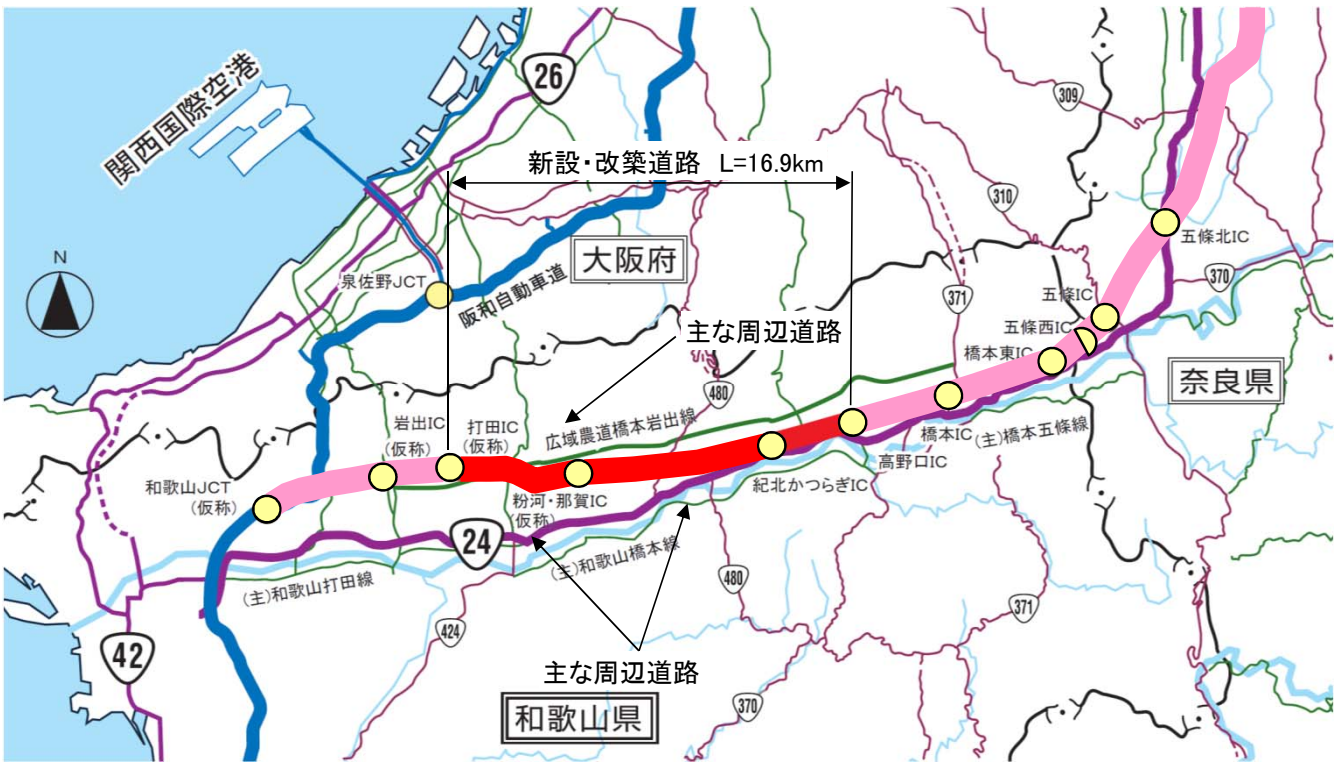 関西国際空港
26
309
新設・改築道路 L=16.9km
310
N
大阪府
五條北IC
泉佐野JCT
阪和自動車道
370
371
五條IC
主な周辺道路
五條西IC
橋本東IC
奈良県
480
岩出IC
(仮称)
打田IC
(仮称)
広域農道橋本岩出線
橋本IC
(主)橋本五條線
高野口IC
和歌山JCT
(仮称)
粉河・那賀IC
(仮称)
紀北かつらぎIC
24
(主)和歌山橋本線
(主)和歌山打田線
480
371
424
42
主な周辺道路
370
和歌山県